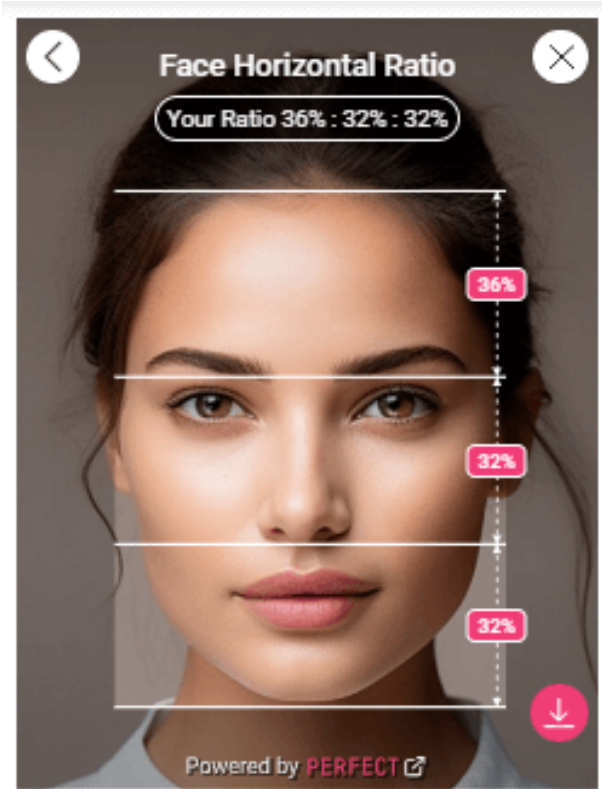 Face Horizontal Ratio
Your Ratio 36% : 32% : 32%
36%
32%
32%
Powered by PERFECT